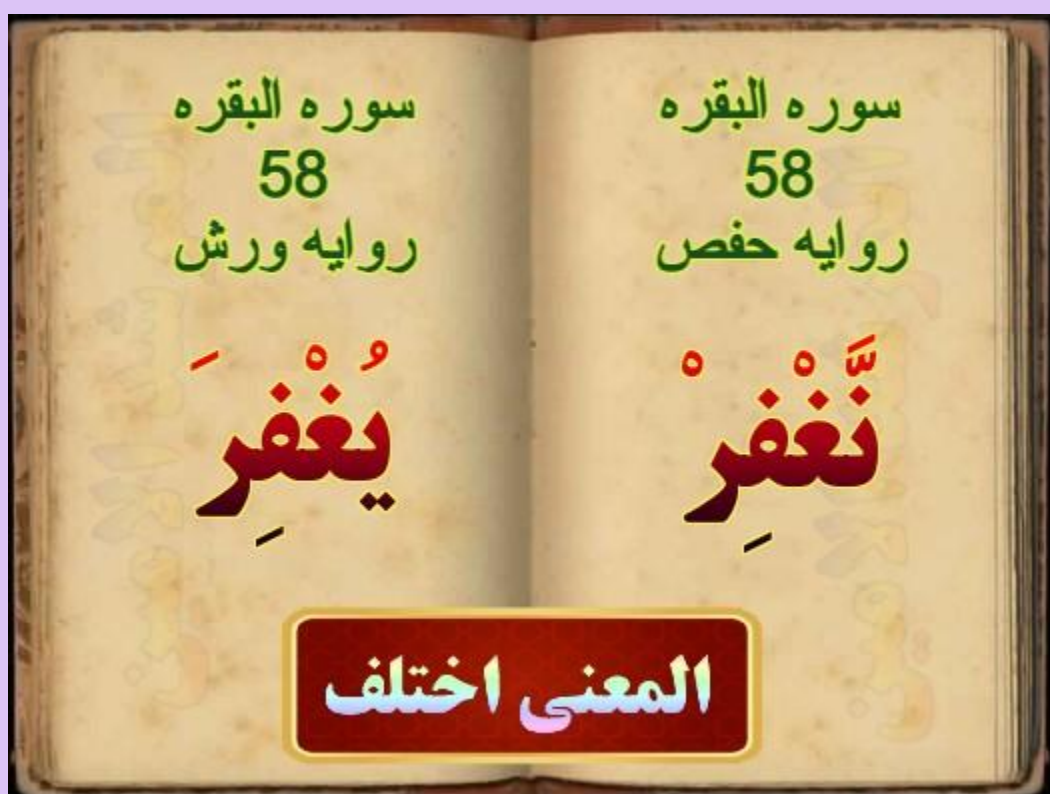 سوره البقره
58
روايه حفص
نَّغْفِرْ
سوره البقره
58
روايه ورش
يُغْفِرَ
المعنى اختلف